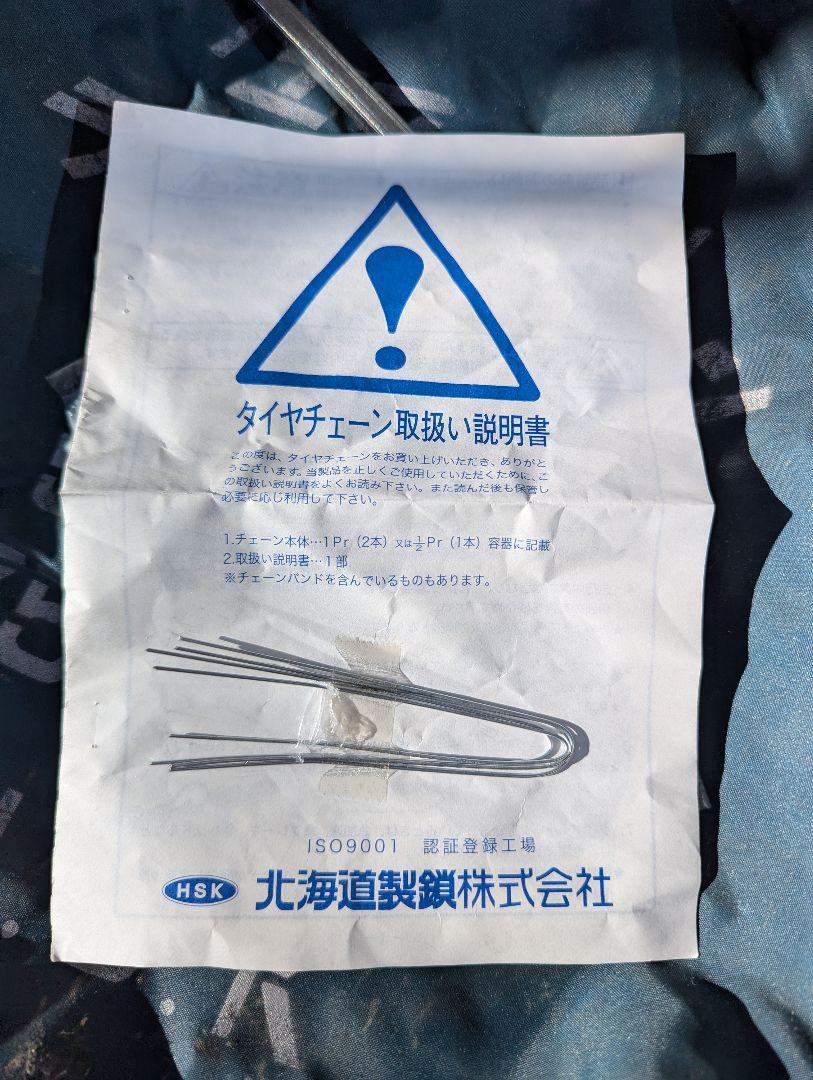 タイヤチェーン取扱い説明書
この度は、タイヤチェーンをお買い上げいただき、ありがと
うございます。当製品を正しくご使用していただくために、こ
の取扱い説明書をよくお読み下さい。また読んだ後も保管し
必要に応じ利用して下さい。
1.チェーン本体…1Pr（2本）又は½Pr（1本）容器に記載
2.取扱い説明書…1部
※チェーンバンドを含んでいるものもあります。
ISO9001 認証登録工場
HSK 北海道製鎖株式会社